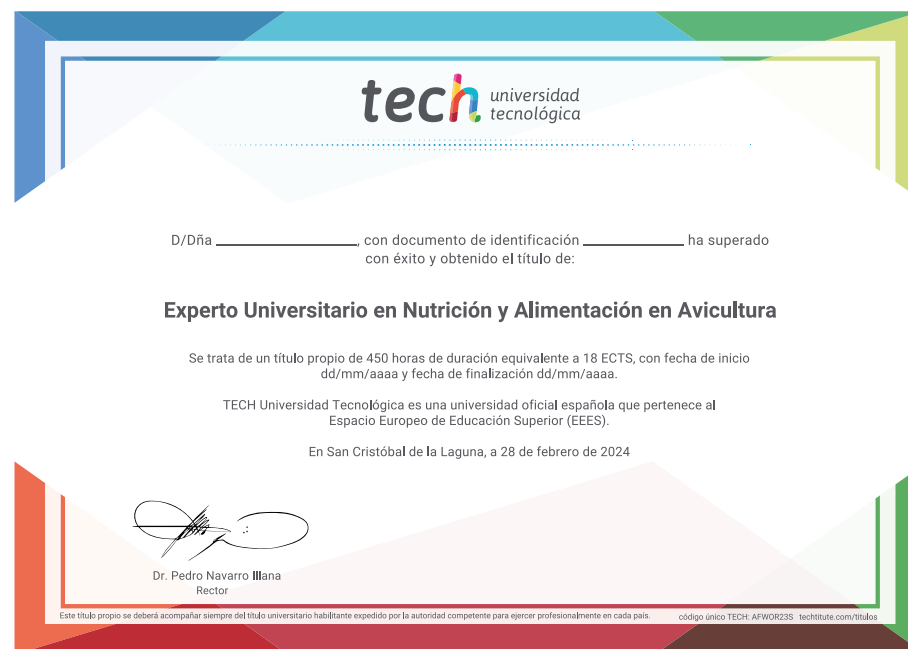 tech universidad
tecnológica
D/Dña ____________________, con documento de identificación ______________ ha superado
con éxito y obtenido el título de:
Experto Universitario en Nutrición y Alimentación en Avicultura
Se trata de un título propio de 450 horas de duración equivalente a 18 ECTS, con fecha de inicio
dd/mm/aaaa y fecha de finalización dd/mm/aaaa.
TECH Universidad Tecnológica es una universidad oficial española que pertenece al
Espacio Europeo de Educación Superior (EEES).
En San Cristóbal de la Laguna, a 28 de febrero de 2024
Dr. Pedro Navarro Illana
Rector
Este título propio se deberá acompañar siempre del título universitario habilitante expedido por la autoridad competente para ejercer profesionalmente en cada país. código único TECH: AFWOR23S techtitute.com/titulos